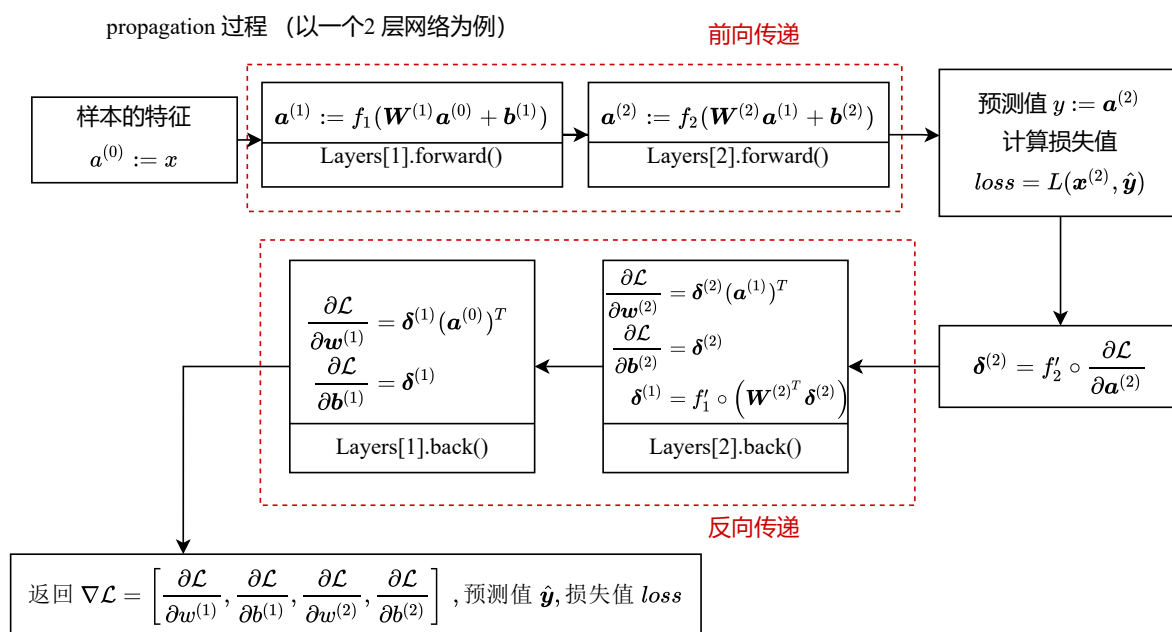 propagation 过程 （以一个2 层网络为例）
前向传递
样本的特征
a^{(0)} := x
𝒂^{(1)} := f_1(𝑾^{(1)}𝒂^{(0)} + 𝒃^{(1)})
Layers[1].forward()
𝒂^{(2)} := f_2(𝑾^{(2)}𝒂^{(1)} + 𝒃^{(2)})
Layers[2].forward()
预测值 y := 𝒂^{(2)}
计算损失值
loss = L(𝒙^{(2)}, ŷ)
𝜹^{(2)} = f′_2 ∘ ∂ℒ/∂𝒂^{(2)}
∂ℒ/∂𝒘^{(2)} = 𝜹^{(2)}(𝒂^{(1)})^T
∂ℒ/∂𝒃^{(2)} = 𝜹^{(2)}
𝜹^{(1)} = f′_1 ∘ (𝑾^{(2)^T} 𝜹^{(2)})
Layers[2].back()
∂ℒ/∂𝒘^{(1)} = 𝜹^{(1)}(𝒂^{(0)})^T
∂ℒ/∂𝒃^{(1)} = 𝜹^{(1)}
Layers[1].back()
反向传递
返回 ∇ℒ = [∂ℒ/∂w^{(1)}, ∂ℒ/∂b^{(1)}, ∂ℒ/∂w^{(2)}, ∂ℒ/∂b^{(2)}] ,预测值 ŷ,损失值 loss